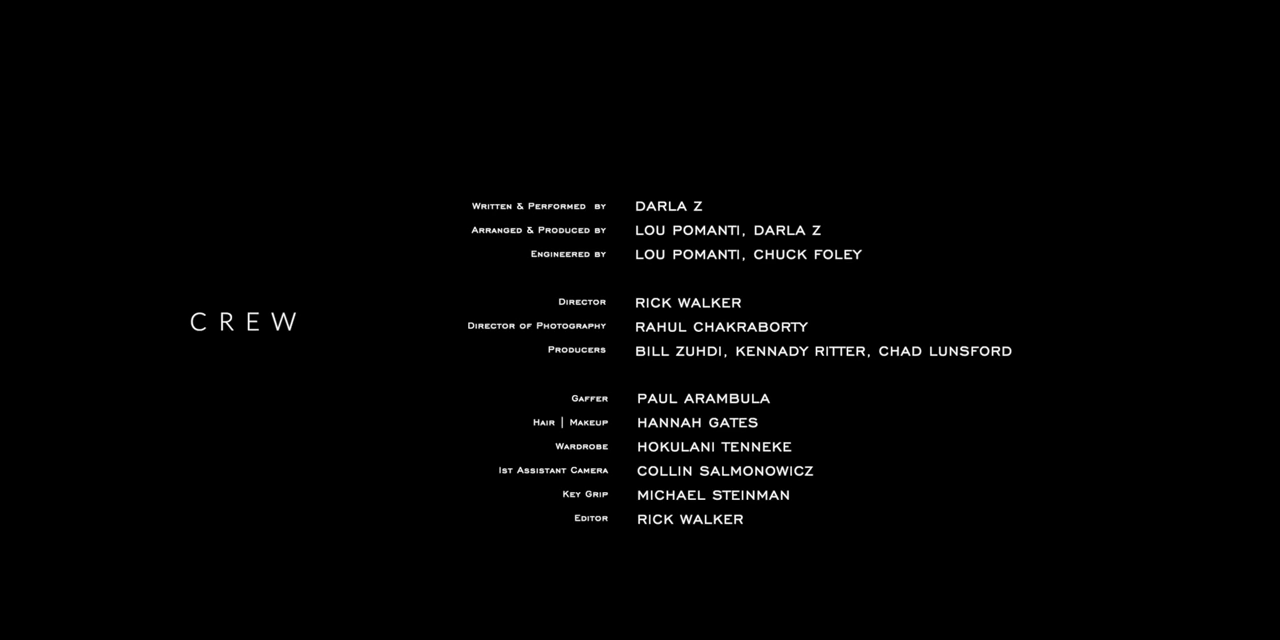 CREW
Written & Performed by DARLA Z
Arranged & Produced by LOU POMANTI, DARLA Z
Engineered by LOU POMANTI, CHUCK FOLEY
Director RICK WALKER
Director of Photography RAHUL CHAKRABORTY
Producers BILL ZUHDI, KENNADY RITTER, CHAD LUNSFORD
Gaffer PAUL ARAMBULA
Hair | Makeup HANNAH GATES
Wardrobe HOKULANI TENNEKE
1st Assistant Camera COLLIN SALMONOWICZ
Key Grip MICHAEL STEINMAN
Editor RICK WALKER